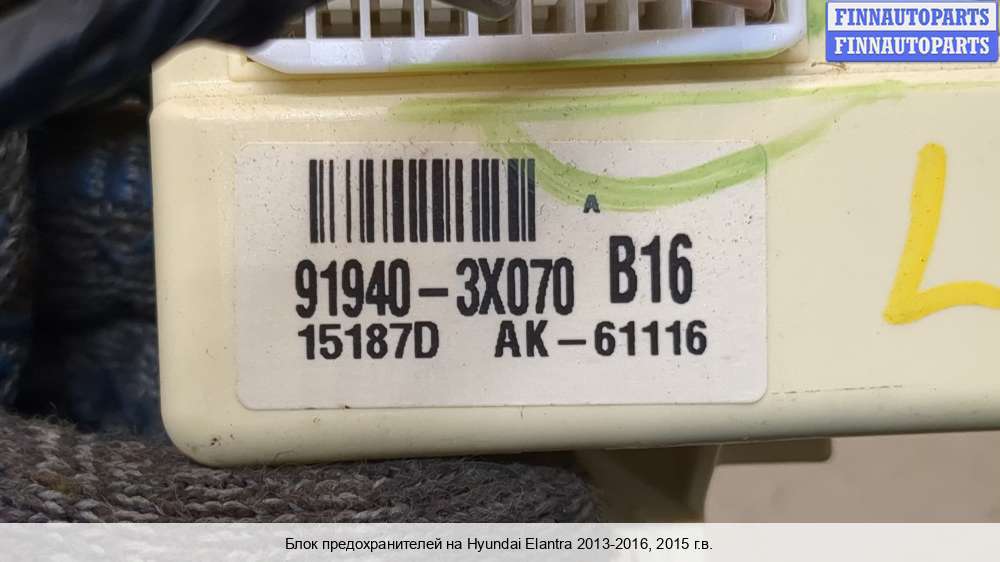 FINNAUTOPARTS
FINNAUTOPARTS
A
91940-3X070 B16
15187D AK-61116
L
Блок предохранителей на Hyundai Elantra 2013-2016, 2015 г.в.